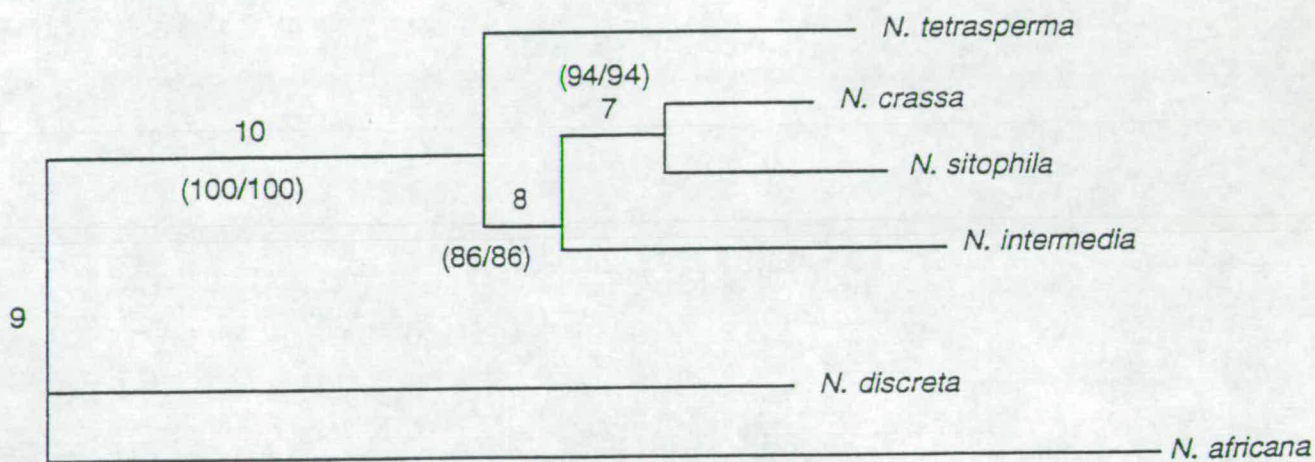 N. tetrasperma
(94/94)
7
N. crassa
10
N. sitophila
(100/100)
8
N. intermedia
(86/86)
9
N. discreta
N. africana